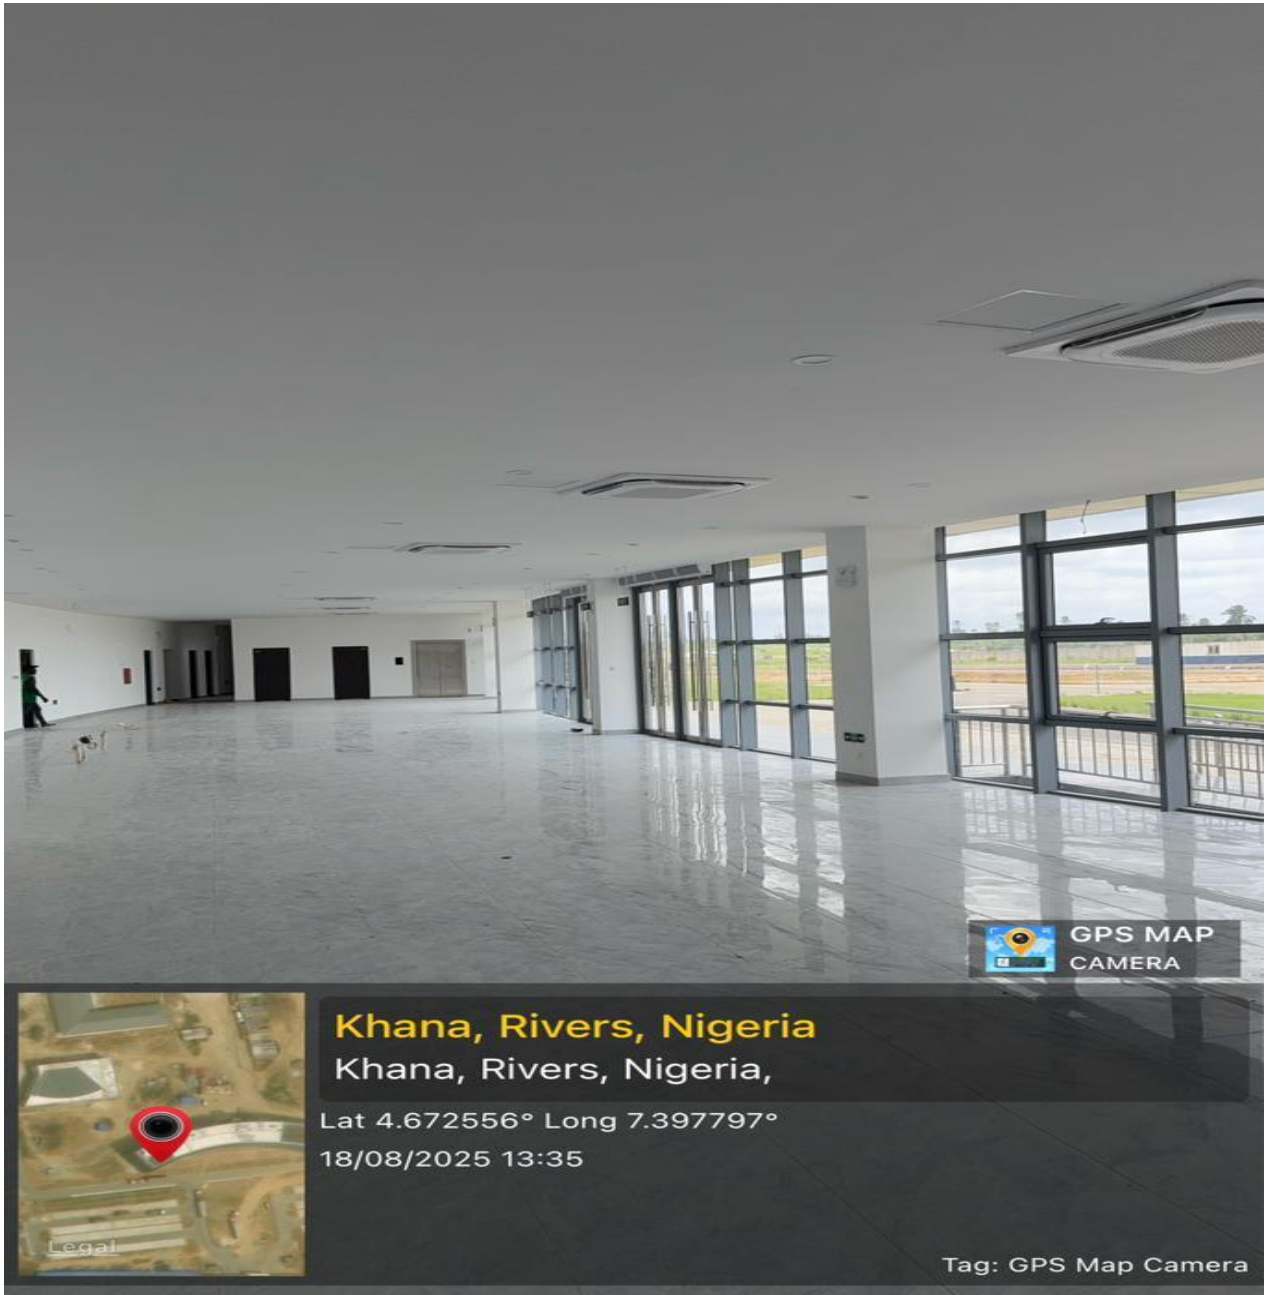 GPS MAP
CAMERA
Khana, Rivers, Nigeria
Khana, Rivers, Nigeria,
Lat 4.672556° Long 7.397797°
18/08/2025 13:35
Legal
Tag: GPS Map Camera